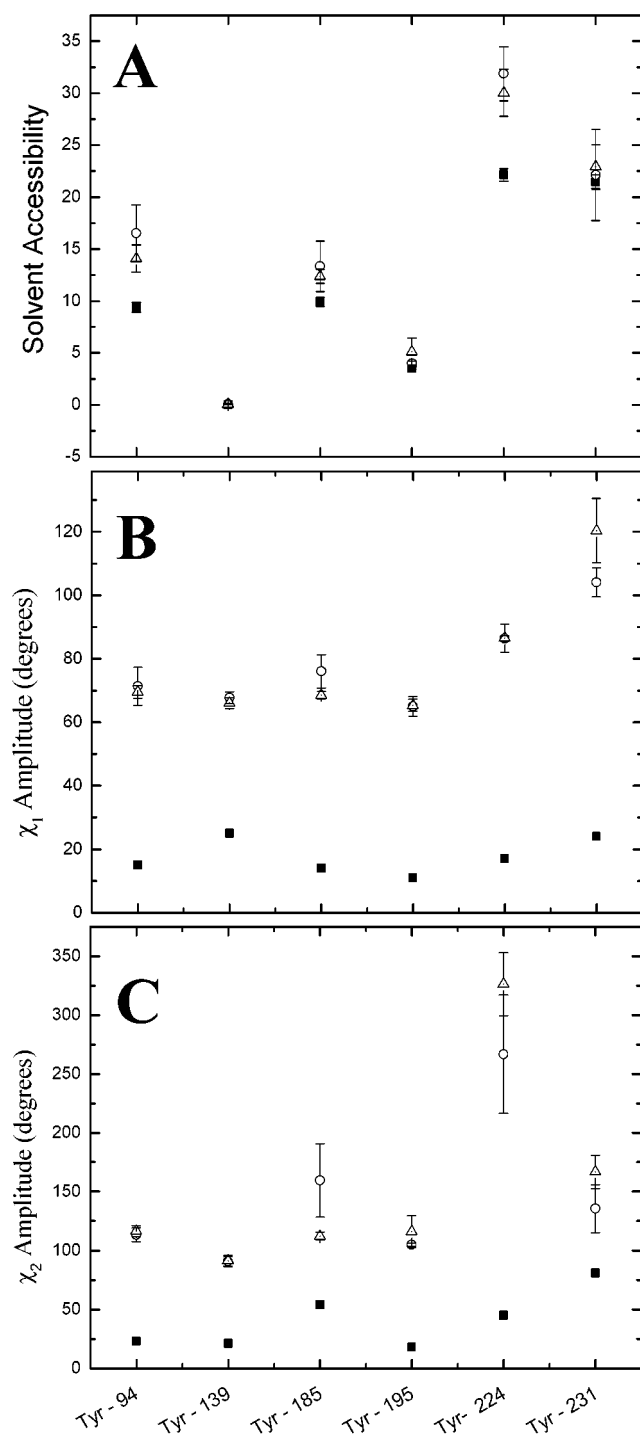 A
Solvent Accessibility
35
30
25
20
15
10
5
0
-5
B
χ1 Amplitude (degrees)
120
100
80
60
40
20
0
C
χ2 Amplitude (degrees)
350
300
250
200
150
100
50
0
Tyr - 94
Tyr - 139
Tyr - 185
Tyr - 195
Tyr- 224
Tyr - 231